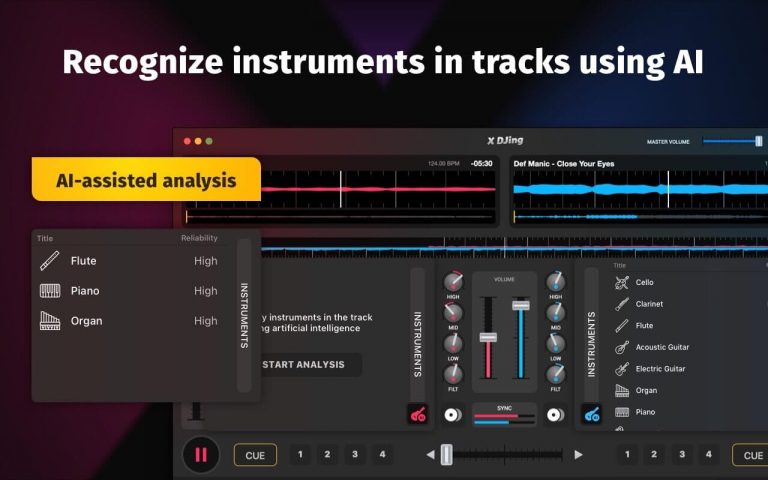 Recognize instruments in tracks using AI
X DJing
MASTER VOLUME
AI-assisted analysis
124.00 BPM -05:30
Def Manic - Close Your Eyes
Title Reliability
Flute High
Piano High
Organ High
INSTRUMENTS
instruments in the track
artificial intelligence
START ANALYSIS
INSTRUMENTS
HIGH
MID
LOW
FILT
VOLUME
HIGH
MID
LOW
FILT
SYNC
INSTRUMENTS
Title
Cello
Clarinet
Flute
Acoustic Guitar
Electric Guitar
Organ
Piano
CUE 1 2 3 4
1 2 3 4 CUE